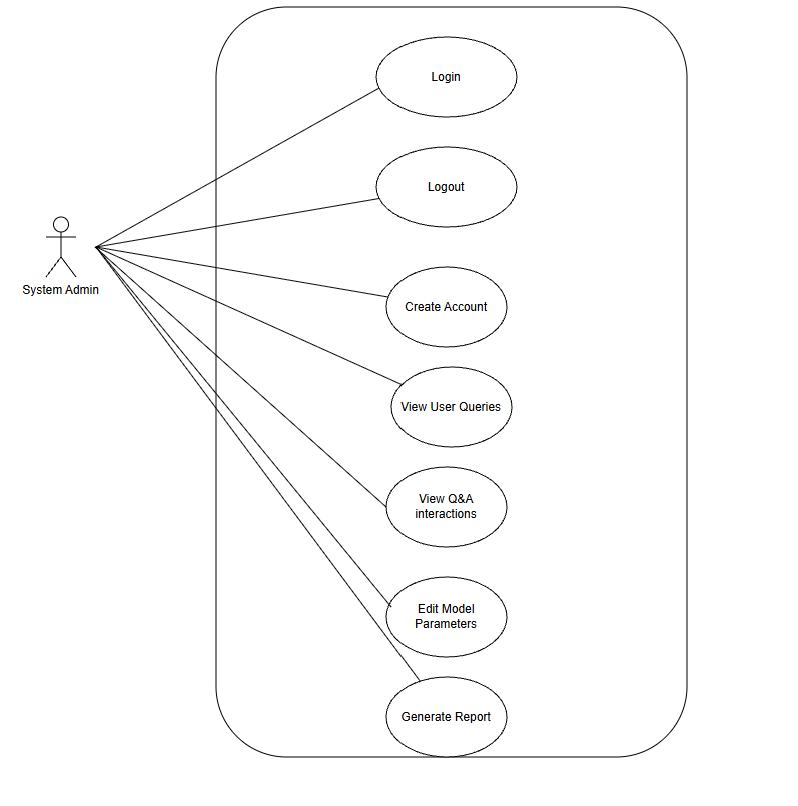 Login
Logout
System Admin
Create Account
View User Queries
View Q&A
interactions
Edit Model
Parameters
Generate Report